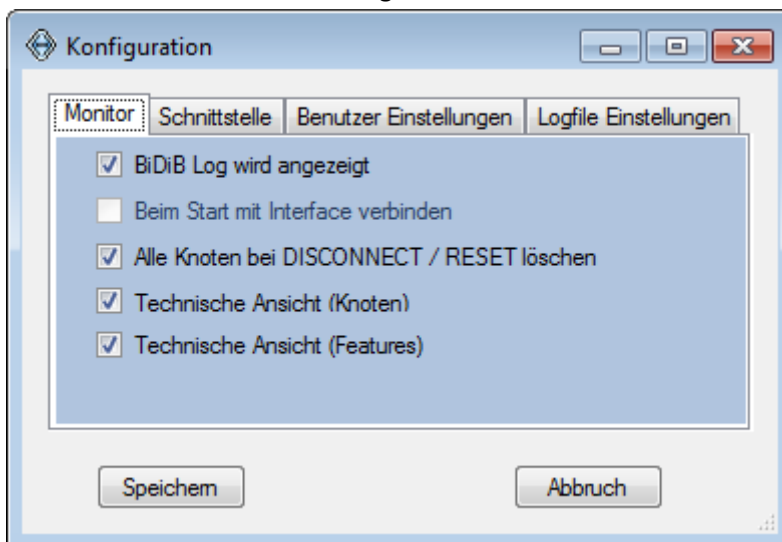 Konfiguration
Monitor Schnittstelle Benutzer Einstellungen Logfile Einstellungen
BiDiB Log wird angezeigt
Beim Start mit Interface verbinden
Alle Knoten bei DISCONNECT / RESET löschen
Technische Ansicht (Knoten)
Technische Ansicht (Features)
Speichern Abbruch